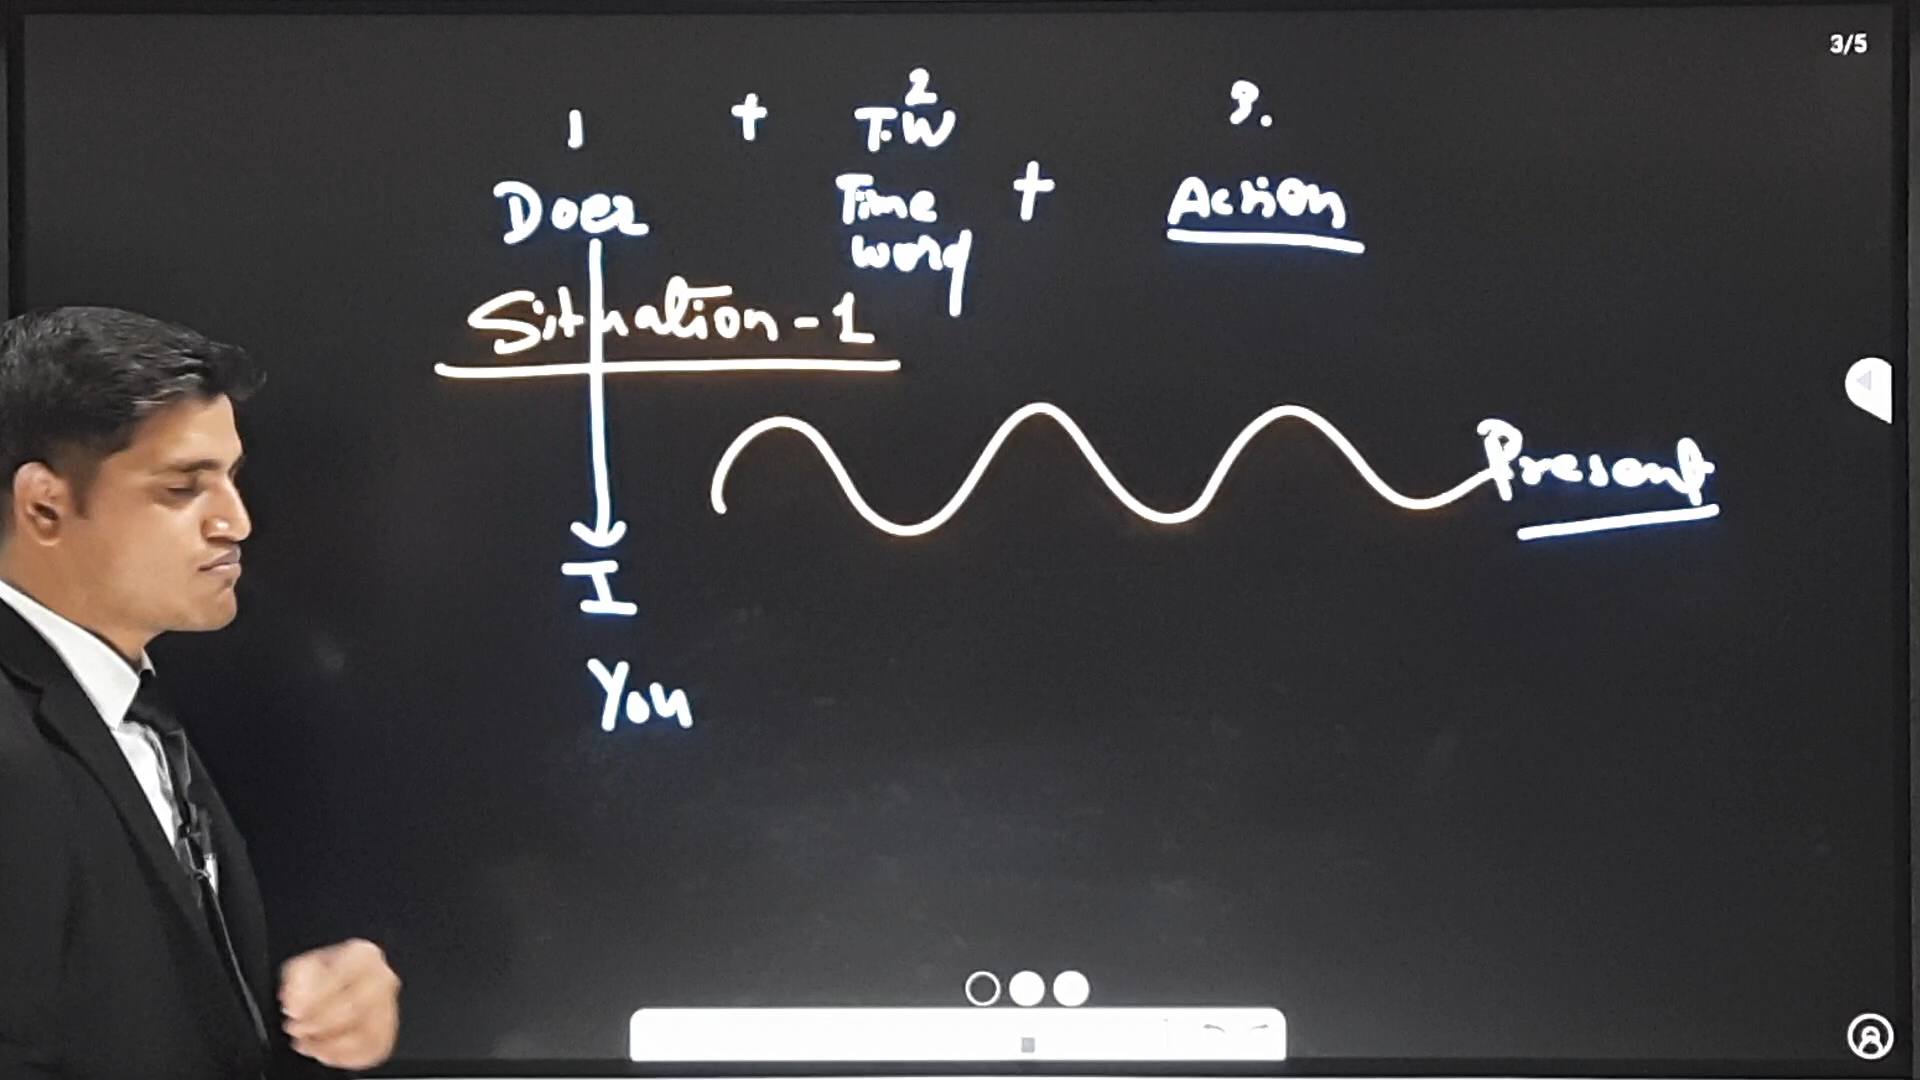 3/5
1 + 2 3.
T.W
Doer Time + Action
word
Situation-1
Present
I
You